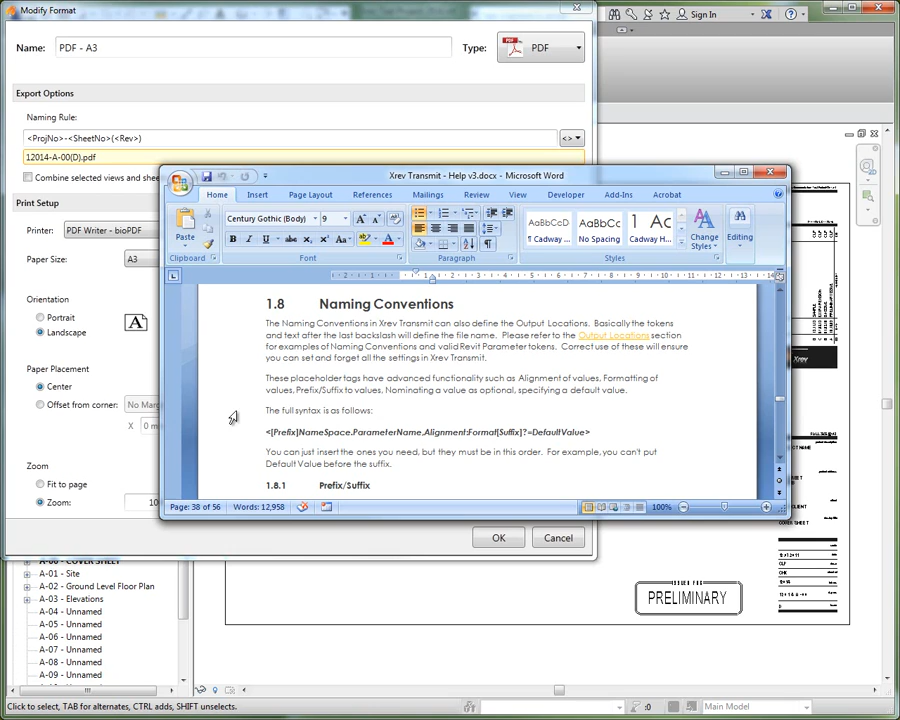 Modify Format
Sign In
Name:
PDF - A3
Type:
PDF
Export Options
Naming Rule:
<ProjNo>-<SheetNo>(<Rev>)
<>
12014-A-00(D).pdf
Combine selected views and shee
Print Setup
Printer:
PDF Writer - bioPDF
Paper Size:
A3
Orientation
Portrait
Landscape
A
Paper Placement
Center
Offset from corner:
No Marg
X
0 m
Zoom
Fit to page
Zoom:
10
OK
Cancel
Xrev Transmit - Help v3.docx - Microsoft Word
Home
Insert
Page Layout
References
Mailings
Review
View
Developer
Add-Ins
Acrobat
Paste
Clipboard
Century Gothic (Body)
9
Font
Paragraph
AaBbCcD
¶ Cadway ...
AaBbCc
No Spacing
1 Ac
Cadway H...
Change
Styles
Styles
Editing
1.8 Naming Conventions
The Naming Conventions in Xrev Transmit can also define the Output Locations. Basically the tokens
and text after the last backslash will define the file name. Please refer to the Output Locations section
for examples of Naming Conventions and valid Revit Parameter tokens. Correct use of these will ensure
you can set and forget all the settings in Xrev Transmit.
These placeholder tags have advanced functionality such as Alignment of values, Formatting of
values, Prefix/Suffix to values, Nominating a value as optional, specifying a default value.
The full syntax is as follows:
<[Prefix]NameSpace.ParameterName,Alignment:Format[Suffix]?=DefaultValue>
You can just insert the ones you need, but they must be in this order. For example, you can't put
Default Value before the suffix.
1.8.1 Prefix/Suffix
Page: 38 of 56
Words: 12,958
100%
A-00 - COVER SHEET
A-01 - Site
A-02 - Ground Level Floor Plan
A-03 - Elevations
A-04 - Unnamed
A-05 - Unnamed
A-06 - Unnamed
A-07 - Unnamed
A-08 - Unnamed
A-09 - Unnamed
Xrev
PRELIMINARY
Click to select, TAB for alternates, CTRL adds, SHIFT unselects.
:0
Main Model